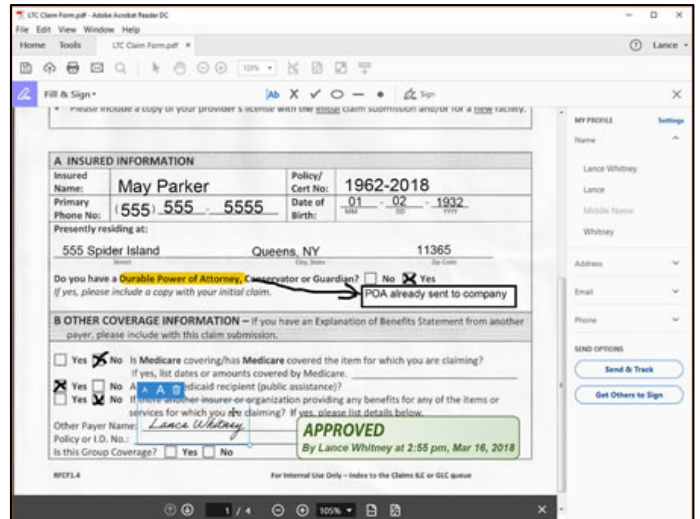 LTC Claim Form.pdf - Adobe Acrobat Reader DC
File Edit View Window Help
Home Tools LTC Claim Form.pdf × Lance
125%
Fill & Sign Ab X Sign ×
Please include a copy of your provider's license with the initial claim submission and/or for a new facility.
MY PROFILE Settings
Name
Lance Whitney
Lance
Middle Name
Whitney
Address
Email
Phone
SEND OPTIONS
Send & Track
Get Others to Sign
A INSURED INFORMATION
Insured Name: May Parker Policy/ Cert No: 1962-2018
Primary Phone No: (555) 555 - 5555 Date of Birth: 01 - 02 - 1932
MM DD YYYY
Presently residing at:
555 Spider Island Queens, NY 11365
Street City, State Zip Code
Do you have a Durable Power of Attorney, Conservator or Guardian? No Yes
If yes, please include a copy with your initial claim. POA already sent to company
B OTHER COVERAGE INFORMATION – If you have an Explanation of Benefits Statement from another
payer, please include with this claim submission.
Yes No Is Medicare covering/has Medicare covered the item for which you are claiming?
If yes, list dates or amounts covered by Medicare.
Yes No A A edicaid recipient (public assistance)?
Yes No If there another insurer or organization providing any benefits for any of the items or
services for which you are claiming? If yes, please list details below.
Other Payer Name: Lance Whitney
Policy or I.D. No.:
Is this Group Coverage? Yes No
APPROVED
By Lance Whitney at 2:55 pm, Mar 16, 2018
RFCF1.4 For Internal Use Only – Index to the Claims ILC or GLC queue
1 / 4 105%